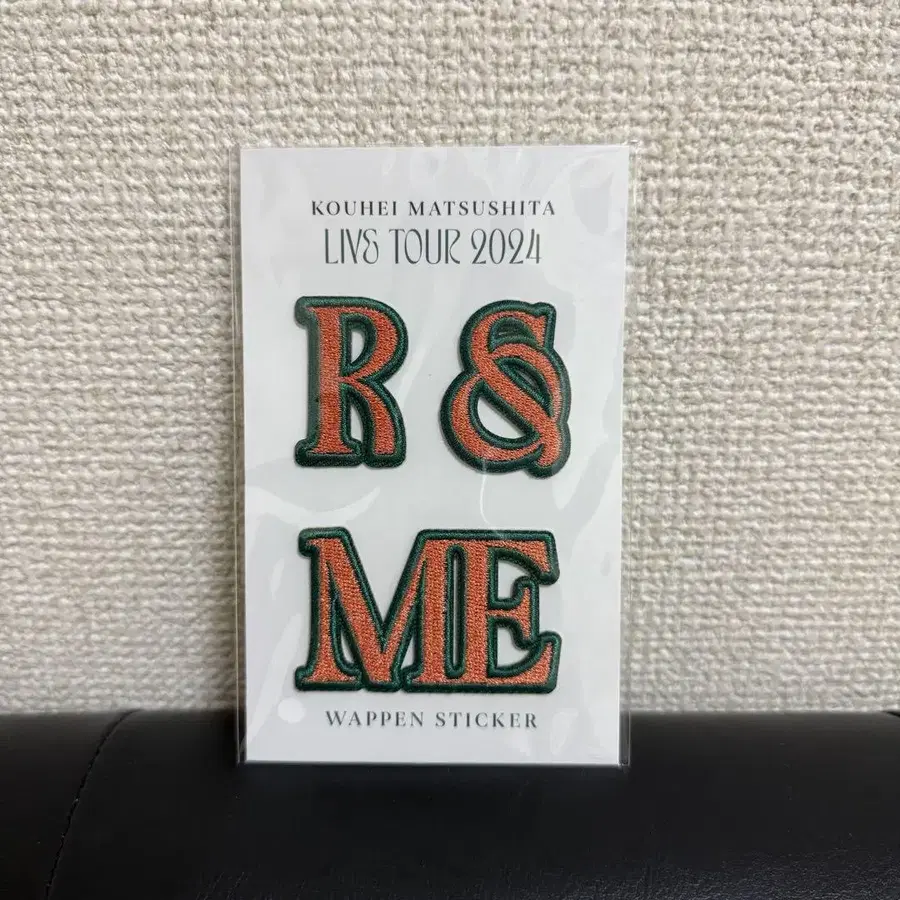 KOUHEI MATSUSHITA
LIVE TOUR 2024
R &
ME
WAPPEN STICKER